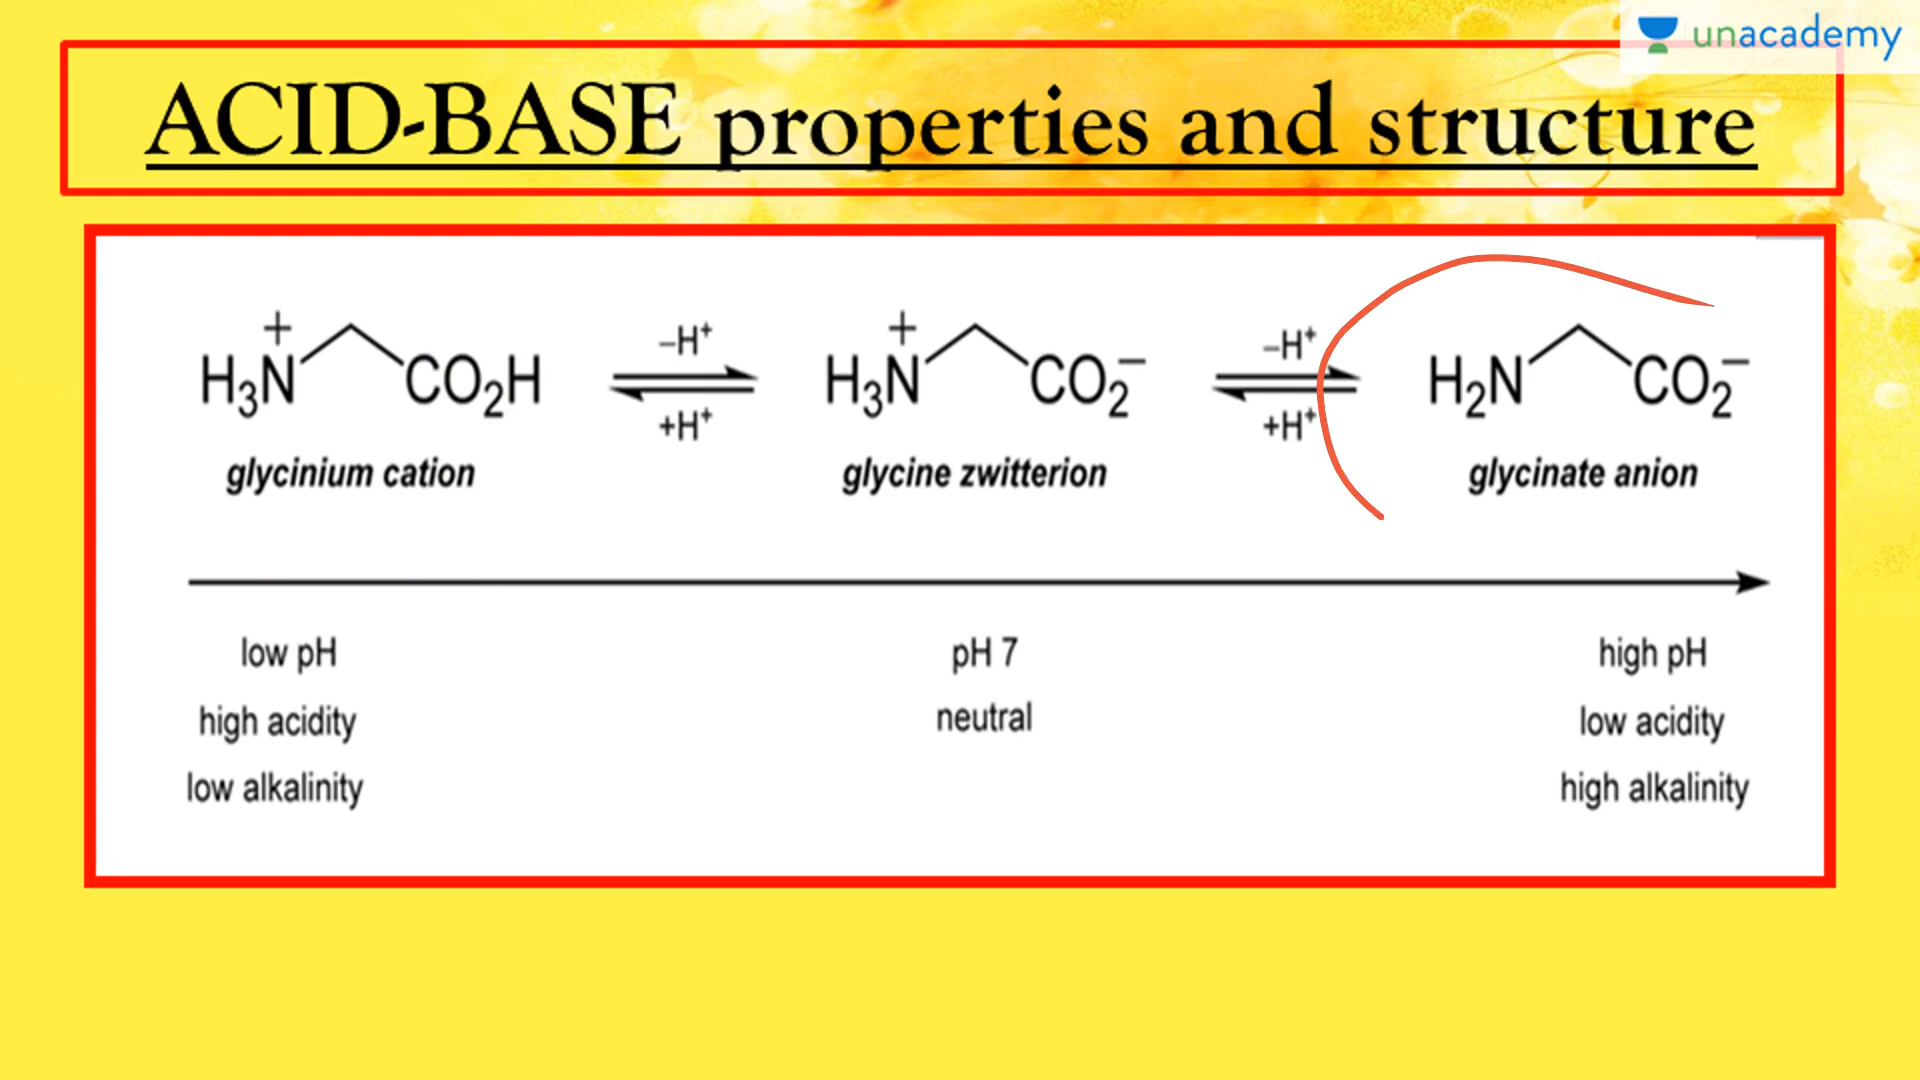 unacademy
ACID-BASE properties and structure
H₃N⁺ CO₂H
–H⁺
+H⁺
H₃N⁺ CO₂⁻
–H⁺
+H⁺
H₂N CO₂⁻
glycinium cation glycine zwitterion glycinate anion
low pH pH 7 high pH
high acidity neutral low acidity
low alkalinity high alkalinity